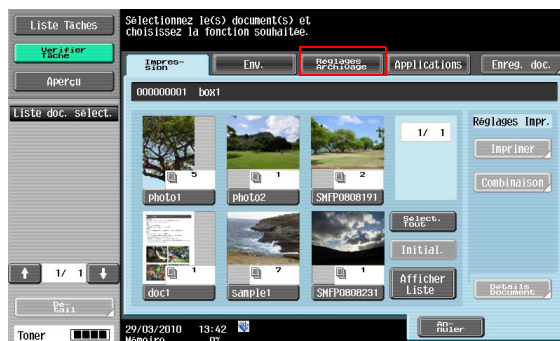 Liste Tâches
Sélectionnez le(s) document(s) et
choisissez la fonction souhaitée.
Vérifier
Tâche
Aperçu
Impres-
sion
Env.
Réglages
Archivage
Applications
Enreg. doc.
000000001 box1
Liste doc. sélect.
Réglages Impr.
5
photo1
1
photo2
2
SMFP0808191
1/ 1
Imprimer
Combinaison
1
doc1
7
sample1
1
SMFP0808231
Sélect.
Tout
Initial.
Afficher
Liste
Détails
Document
1/ 1
Dé-
tail
Toner
29/03/2010 13:42
Mémoire 0%
An-
nuler